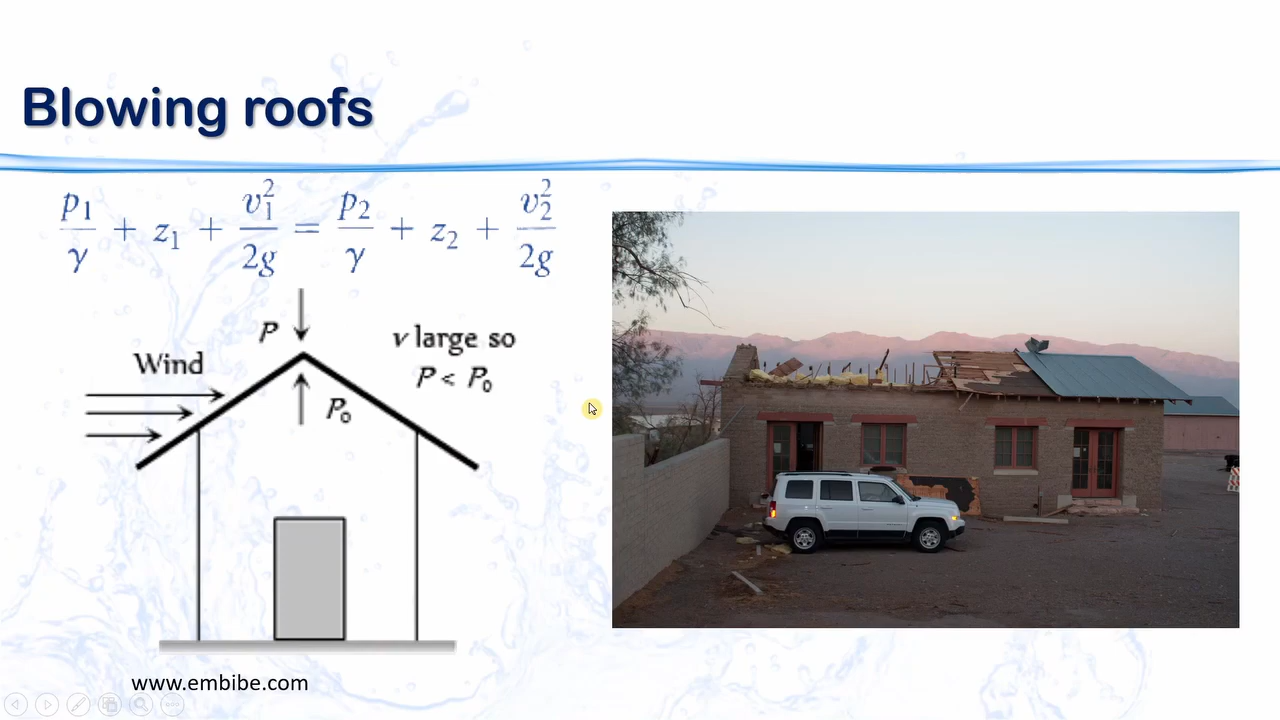 Blowing roofs
p₁/γ + z₁ + v₁²/2g = p₂/γ + z₂ + v₂²/2g
P
Wind
v large so
P < P₀
P₀
www.embibe.com